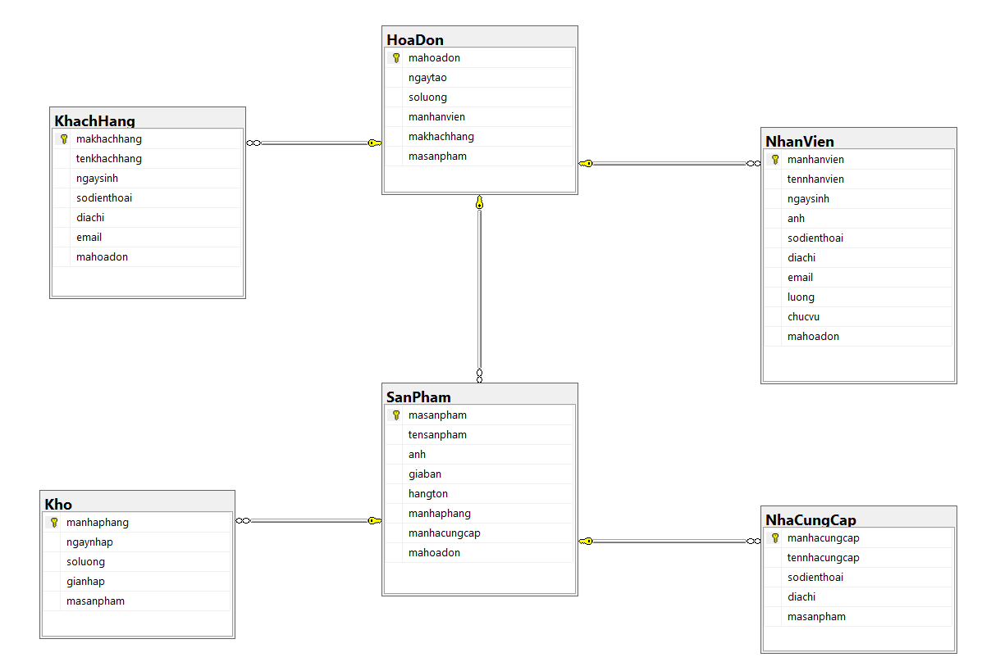 HoaDon
mahoadon
ngaytao
soluong
manhanvien
makhachhang
masanpham
KhachHang
makhachhang
tenkhachhang
ngaysinh
sodienthoai
diachi
email
mahoadon
NhanVien
manhanvien
tennhanvien
ngaysinh
anh
sodienthoai
diachi
email
luong
chucvu
mahoadon
SanPham
masanpham
tensanpham
anh
giaban
hangton
manhaphang
manhacungcap
mahoadon
Kho
manhaphang
ngaynhap
soluong
gianhap
masanpham
NhaCungCap
manhacungcap
tennhacungcap
sodienthoai
diachi
masanpham